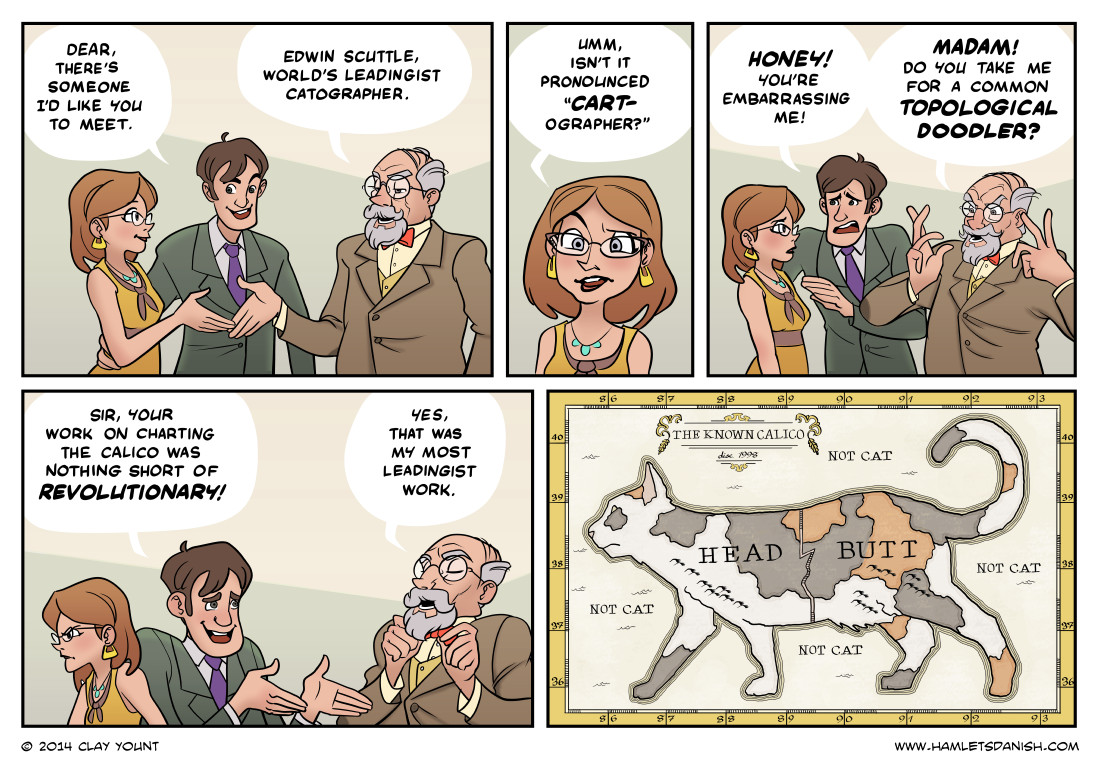 DEAR,
THERE'S
SOMEONE
I'D LIKE YOU
TO MEET.
EDWIN SCUTTLE,
WORLD'S LEADINGIST
CATOGRAPHER.
UMM,
ISN'T IT
PRONOUNCED
"CART-
OGRAPHER?"
HONEY!
YOU'RE
EMBARRASSING
ME!
MADAM!
DO YOU TAKE ME
FOR A COMMON
TOPOLOGICAL
DOODLER?
SIR, YOUR
WORK ON CHARTING
THE CALICO WAS
NOTHING SHORT OF
REVOLUTIONARY!
YES,
THAT WAS
MY MOST
LEADINGIST
WORK.
86 87 88 89 90 91 92 93
THE KNOWN CALICO
disc 1998
NOT CAT
40 40
39 39
HEAD BUTT
38 38
NOT CAT
NOT CAT
37 37
NOT CAT
36 36
86 87 88 89 90 91 92 93
© 2014 CLAY YOUNT
WWW.HAMLETSDANISH.COM